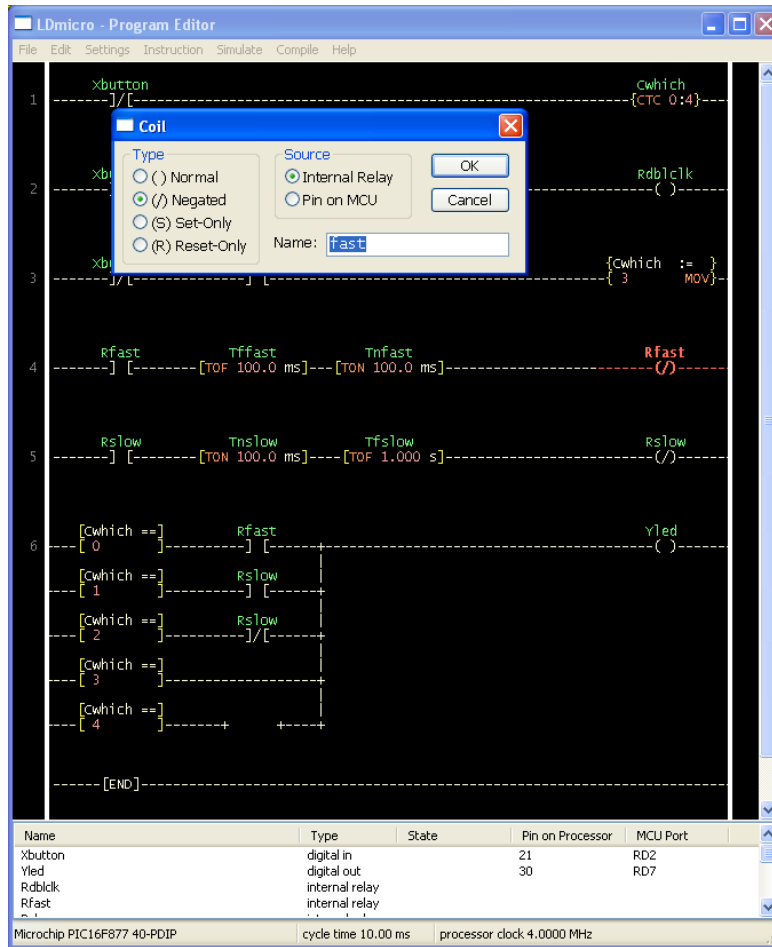 LDmicro - Program Editor
File Edit Settings Instruction Simulate Compile Help
Xbutton Cwhich
1 ]/[ {CTC 0:4}
Coil
Type Source
( ) Normal Internal Relay OK
(/) Negated Pin on MCU Cancel
(S) Set-Only
(R) Reset-Only Name: fast
Rdblclk
2 ( )
{Cwhich := }
3 ]/[ ] [ { 3 MOV}
Rfast Tffast Tnfast Rfast
4 ] [ [TOF 100.0 ms] [TON 100.0 ms] (/)
Rslow Tnslow Tfslow Rslow
5 ] [ [TON 100.0 ms] [TOF 1.000 s] (/)
[Cwhich ==] Rfast Yled
6 [ 0 ] ] [ ( )
[Cwhich ==] Rslow
[ 1 ] ] [
[Cwhich ==] Rslow
[ 2 ] ]/[
[Cwhich ==]
[ 3 ]
[Cwhich ==]
[ 4 ] + +
[END]
Name Type State Pin on Processor MCU Port
Xbutton digital in 21 RD2
Yled digital out 30 RD7
Rdblclk internal relay
Rfast internal relay
Microchip PIC16F877 40-PDIP cycle time 10.00 ms processor clock 4.0000 MHz